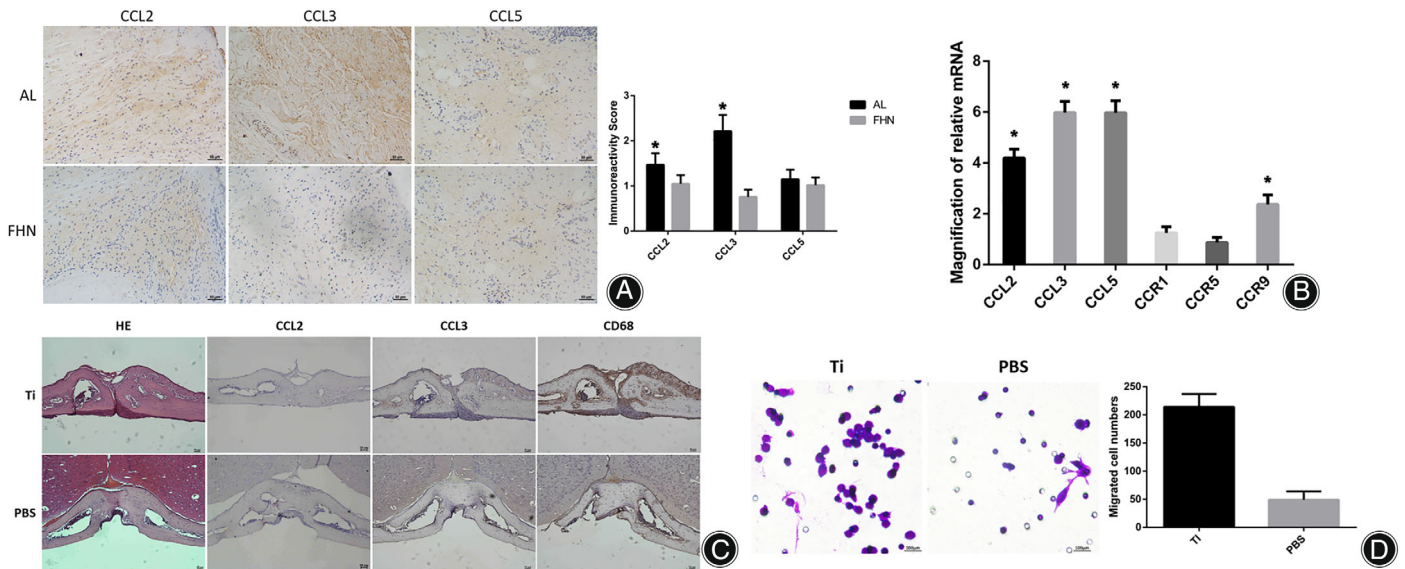 CCL2 CCL3 CCL5
AL
FHN
Immunoreactivity Score
3
2
1
0
* *
CCL2 CCL3 CCL5
AL
FHN
A
Magnification of relative mRNA
8
6
4
2
0
* * * *
CCL2 CCL3 CCL5 CCR1 CCR5 CCR9
B
HE CCL2 CCL3 CD68
Ti
PBS
C
Ti PBS
Migrated cell numbers
250
200
150
100
50
0
Ti PBS
D